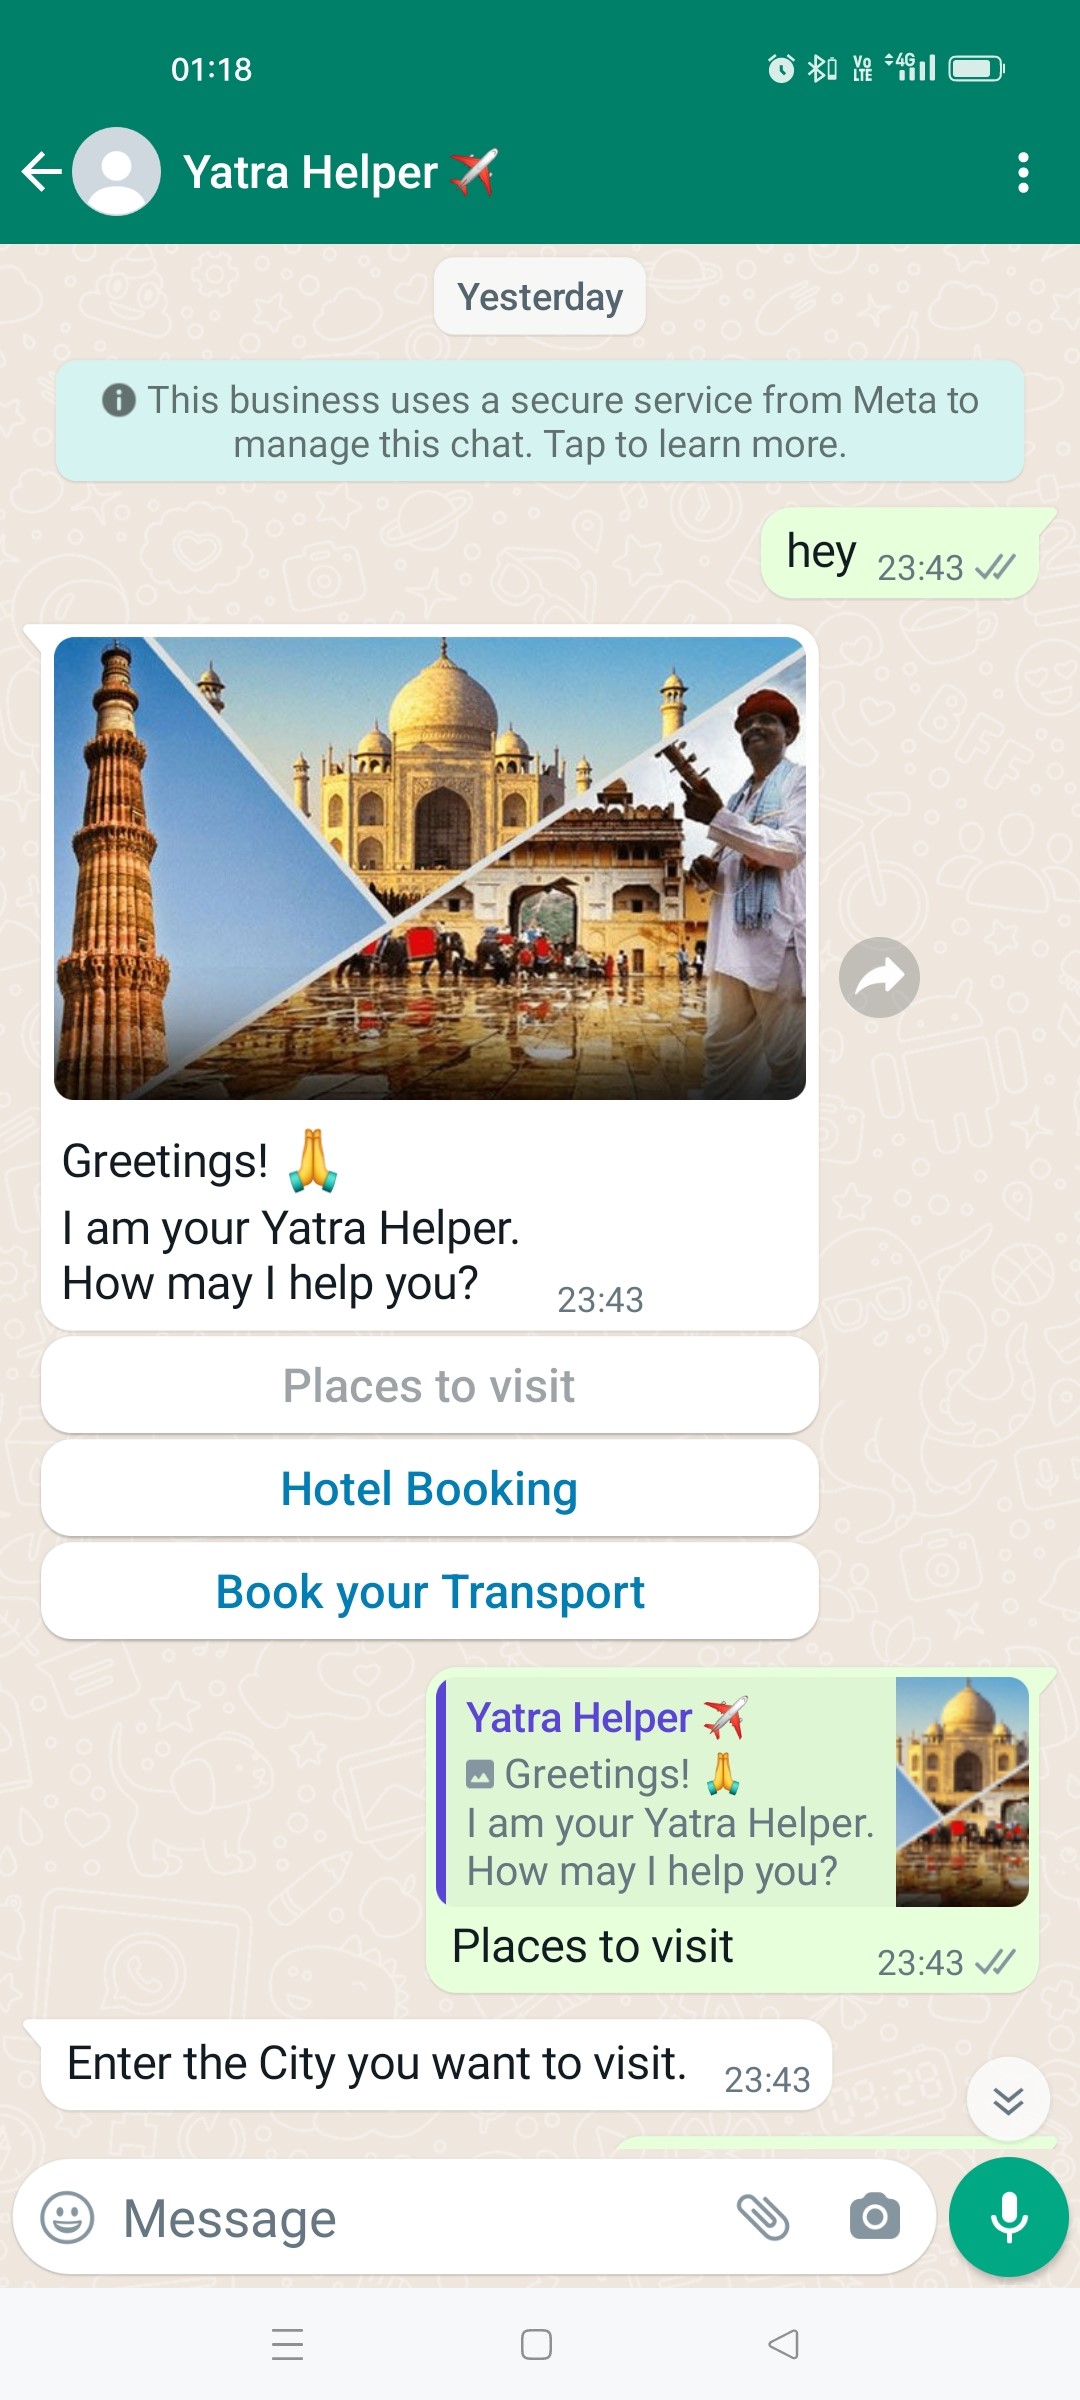 01:18
Vo LTE 4G
Yatra Helper ✈️
Yesterday
This business uses a secure service from Meta to
manage this chat. Tap to learn more.
hey 23:43
Greetings! 🙏
I am your Yatra Helper.
How may I help you? 23:43
Places to visit
Hotel Booking
Book your Transport
Yatra Helper ✈️
Greetings! 🙏
I am your Yatra Helper.
How may I help you?
Places to visit 23:43
Enter the City you want to visit. 23:43
Message